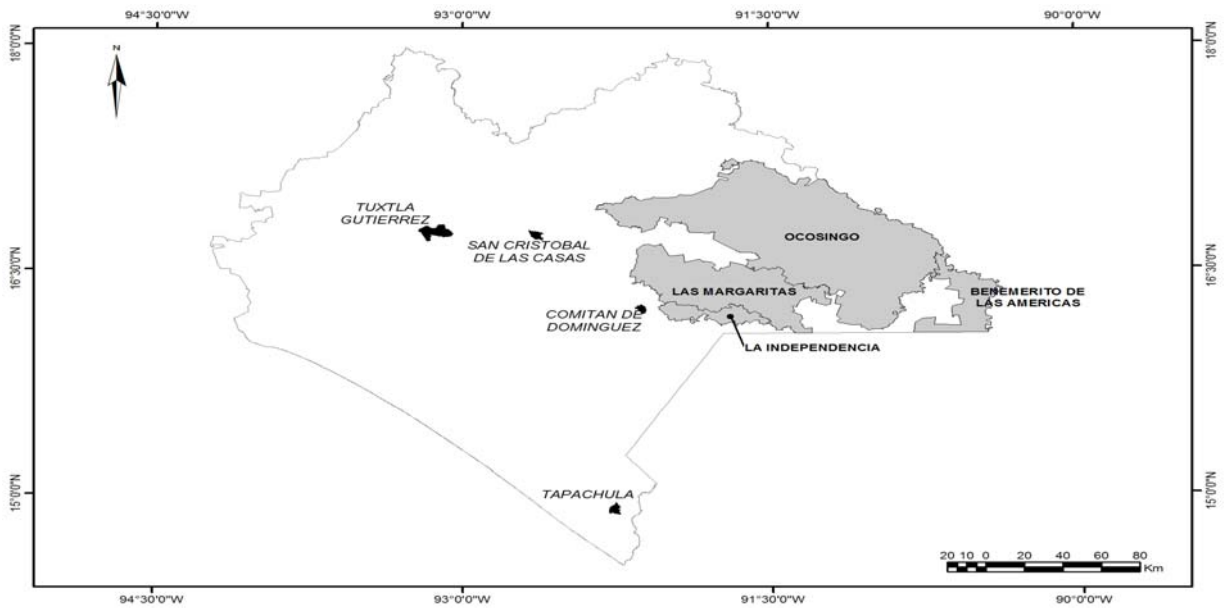 94°30'0"W
93°0'0"W
91°30'0"W
90°0'0"W
18°0'0"N
18°0'0"N
N
TUXTLA
GUTIERREZ
SAN CRISTOBAL
DE LAS CASAS
OCOSINGO
16°30'0"N
16°30'0"N
LAS MARGARITAS
BENEMERITO DE
LAS AMERICAS
COMITAN DE
DOMINGUEZ
LA INDEPENDENCIA
TAPACHULA
15°0'0"N
15°0'0"N
20 10 0 20 40 60 80
Km
94°30'0"W
93°0'0"W
91°30'0"W
90°0'0"W